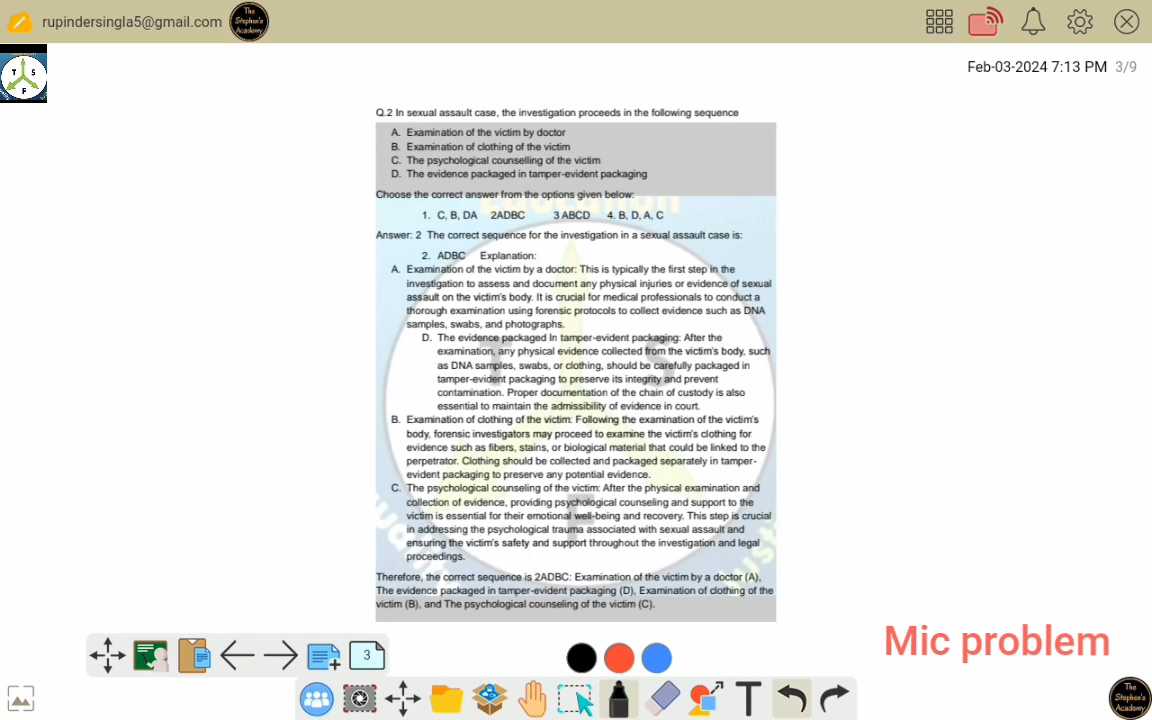 rupindersingla5@gmail.com
The Stephen's Academy
T S
F
Feb-03-2024 7:13 PM 3/9
Q.2 In sexual assault case, the investigation proceeds in the following sequence
A. Examination of the victim by doctor
B. Examination of clothing of the victim
C. The psychological counselling of the victim
D. The evidence packaged in tamper-evident packaging
Choose the correct answer from the options given below:
1. C, B, DA 2ADBC 3 ABCD 4. B, D, A, C
Answer: 2 The correct sequence for the investigation in a sexual assault case is:
2. ADBC Explanation:
A. Examination of the victim by a doctor: This is typically the first step in the
investigation to assess and document any physical injuries or evidence of sexual
assault on the victim's body. It is crucial for medical professionals to conduct a
thorough examination using forensic protocols to collect evidence such as DNA
samples, swabs, and photographs.
D. The evidence packaged In tamper-evident packaging: After the
examination, any physical evidence collected from the victim's body, such
as DNA samples, swabs, or clothing, should be carefully packaged in
tamper-evident packaging to preserve its integrity and prevent
contamination. Proper documentation of the chain of custody is also
essential to maintain the admissibility of evidence in court.
B. Examination of clothing of the victim: Following the examination of the victim's
body, forensic investigators may proceed to examine the victim's clothing for
evidence such as fibers, stains, or biological material that could be linked to the
perpetrator. Clothing should be collected and packaged separately in tamper-
evident packaging to preserve any potential evidence.
C. The psychological counseling of the victim: After the physical examination and
collection of evidence, providing psychological counseling and support to the
victim is essential for their emotional well-being and recovery. This step is crucial
in addressing the psychological trauma associated with sexual assault and
ensuring the victim's safety and support throughout the investigation and legal
proceedings.
Therefore, the correct sequence is 2ADBC: Examination of the victim by a doctor (A),
The evidence packaged in tamper-evident packaging (D), Examination of clothing of the
victim (B), and The psychological counseling of the victim (C).
T S
F
Mic problem
3
T
The Stephen's Academy